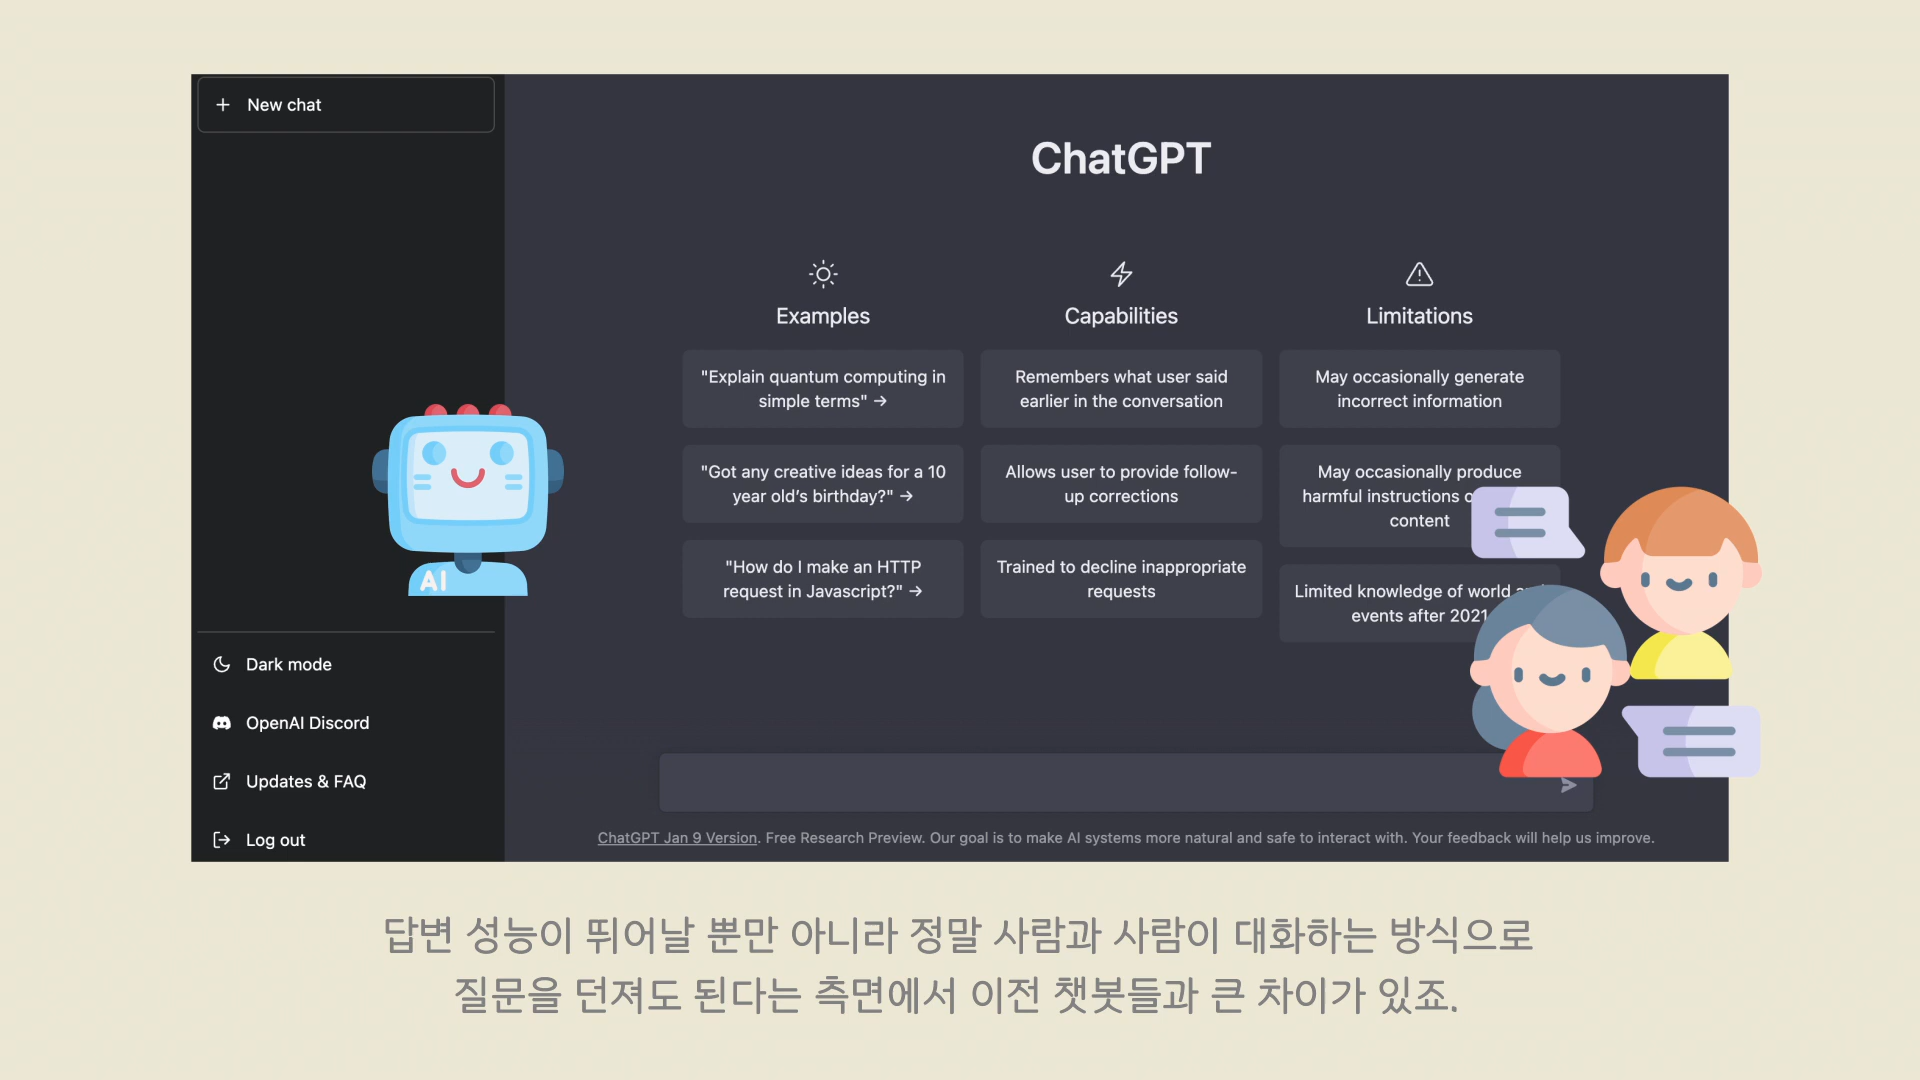 New chat
ChatGPT
Examples
"Explain quantum computing in
simple terms" →
"Got any creative ideas for a 10
year old's birthday?" →
"How do I make an HTTP
request in Javascript?" →
Capabilities
Remembers what user said
earlier in the conversation
Allows user to provide follow-
up corrections
Trained to decline inappropriate
requests
Limitations
May occasionally generate
incorrect information
May occasionally produce
harmful instructions
content
Limited knowledge of world
events after 2021
AI
Dark mode
OpenAI Discord
Updates & FAQ
Log out
ChatGPT Jan 9 Version. Free Research Preview. Our goal is to make AI systems more natural and safe to interact with. Your feedback will help us improve.
답변 성능이 뛰어날 뿐만 아니라 정말 사람과 사람이 대화하는 방식으로
질문을 던져도 된다는 측면에서 이전 챗봇들과 큰 차이가 있죠.